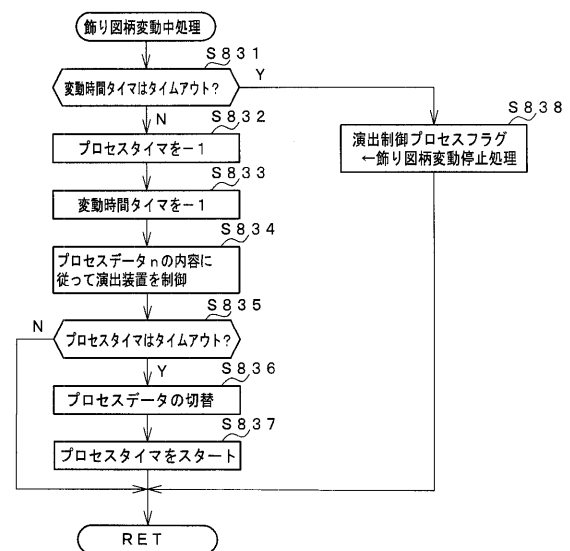 飾り図柄変動中処理
S831
変動時間タイマはタイムアウト?
Y
N
S832
プロセスタイマを-1
S838
演出制御プロセスフラグ
←飾り図柄変動停止処理
S833
変動時間タイマを-1
S834
プロセスデータnの内容に
従って演出装置を制御
S835
N
プロセスタイマはタイムアウト?
Y
S836
プロセスデータの切替
S837
プロセスタイマをスタート
RET